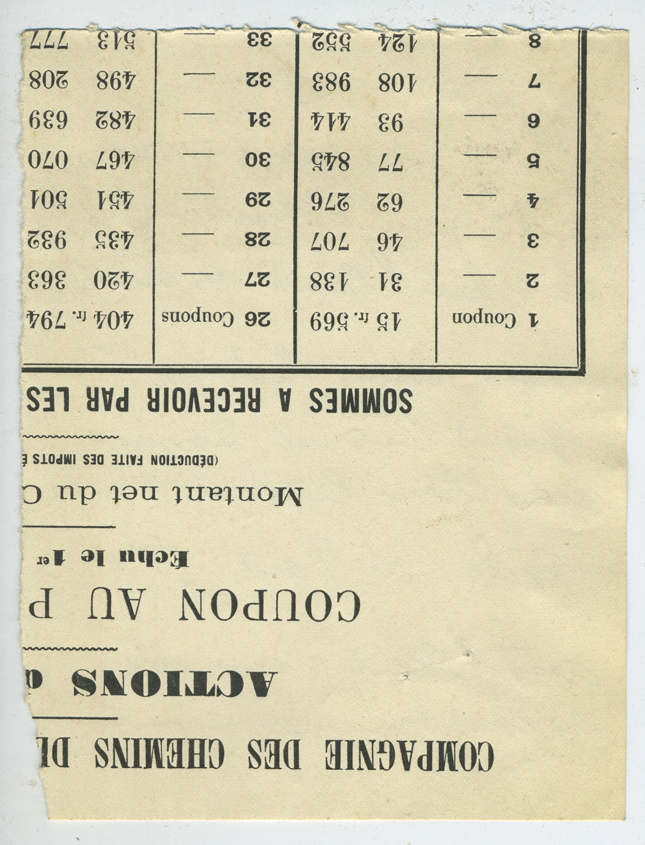 COMPAGNIE DES CHEMINS DE
ACTIONS d
COUPON AU P
Échu le 1er
Montant net du C
(DÉDUCTION FAITE DES IMPOTS É
SOMMES A RECEVOIR PAR LES
1 Coupon 15 fr. 569 26 Coupons 404 fr. 794
2 — 31 138 27 — 420 363
3 — 46 707 28 — 435 932
4 — 62 276 29 — 451 501
5 — 77 845 30 — 467 070
6 — 93 414 31 — 482 639
7 — 108 983 32 — 498 208
8 — 124 552 33 — 513 777